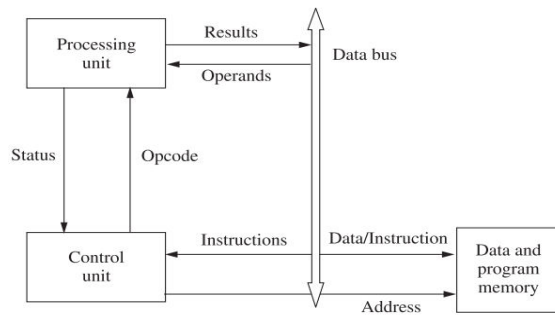 Results
Processing
unit
Data bus
Operands
Status
Opcode
Instructions
Data/Instruction
Control
unit
Data and
program
memory
Address